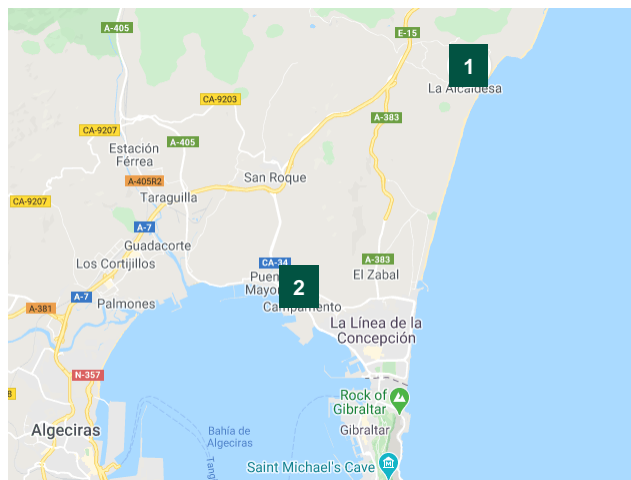 A-405
E-15
1
La Alcaidesa
CA-9203
A-383
CA-9207
A-405
Estación
Férrea
San Roque
A-405R2
Taraguilla
CA-9207
A-7
Guadacorte
Los Cortijillos
CA-34
A-383
2
El Zabal
A-7
Palmones
Campamento
A-381
La Línea de la
Concepción
N-357
Rock of
Gibraltar
Algeciras
Gibraltar
Bahía de
Algeciras
Saint Michael's Cave